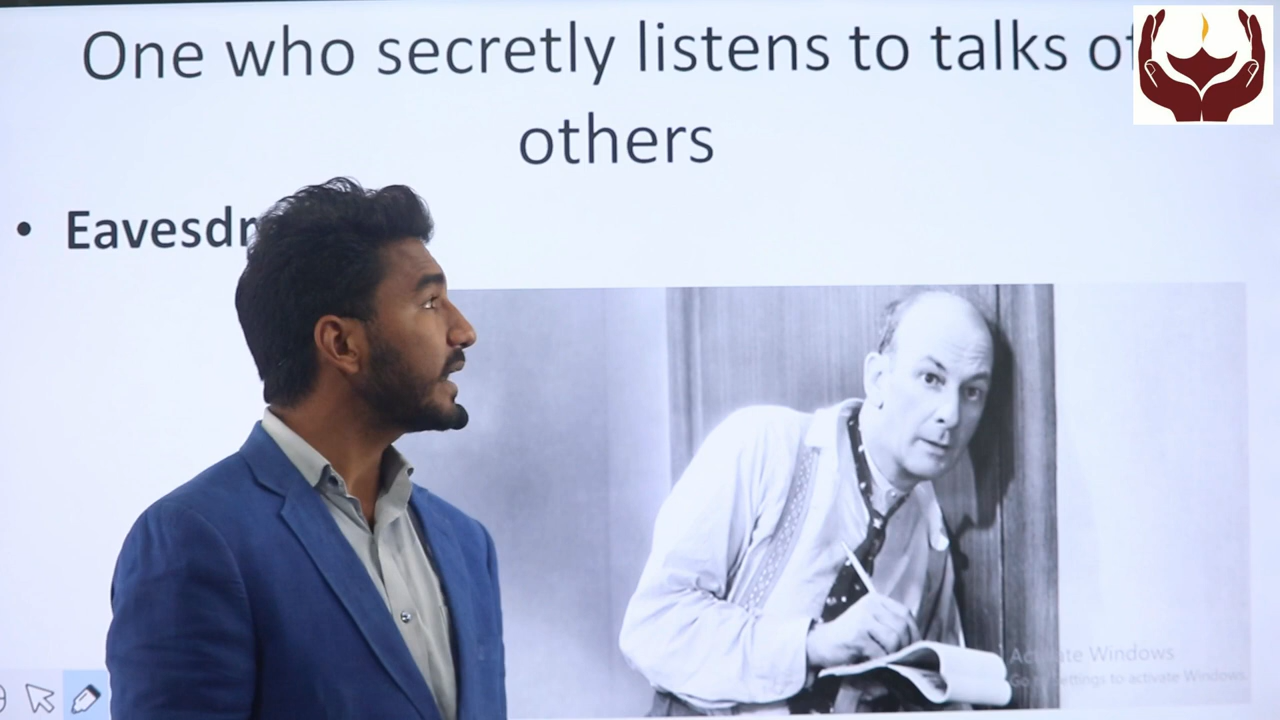 One who secretly listens to talks of
others
• Eavesdr
Activate Windows
Go to Settings to activate Windows.